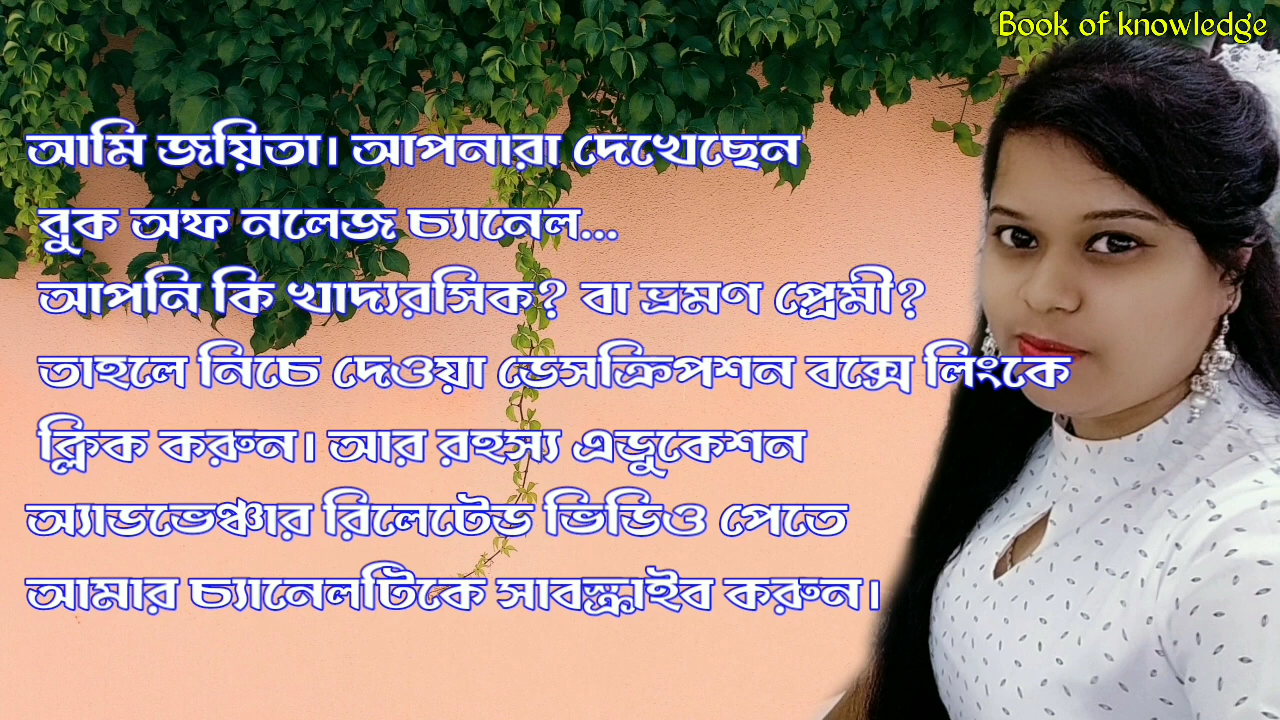 Book of knowledge
আমি জয়িতা। আপনারা দেখেছেন
বুক অফ নলেজ চ্যানেল...
আপনি কি খাদ্যরসিক? বা ভ্রমণ প্রেমী?
তাহলে নিচে দেওয়া ডেসক্রিপশন বক্সে লিংকে
ক্লিক করুন। আর রহস্য এডুকেশন
অ্যাডভেঞ্চার রিলেটেড ভিডিও পেতে
আমার চ্যানেলটিকে সাবস্ক্রাইব করুন।